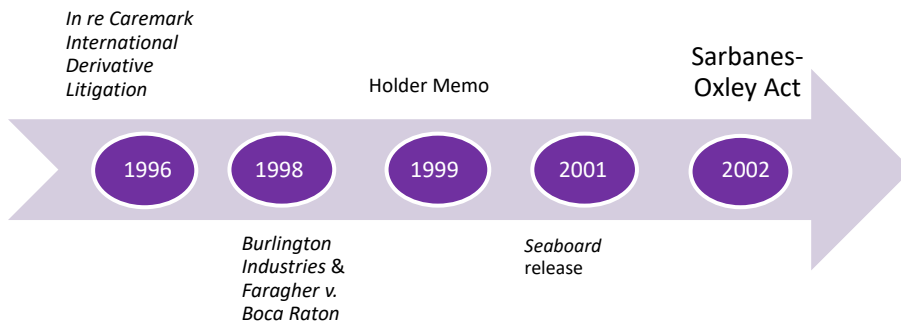 In re Caremark
International
Derivative
Litigation
Holder Memo
Sarbanes-
Oxley Act
1996
1998
1999
2001
2002
Burlington
Industries &
Faragher v.
Boca Raton
Seaboard
release